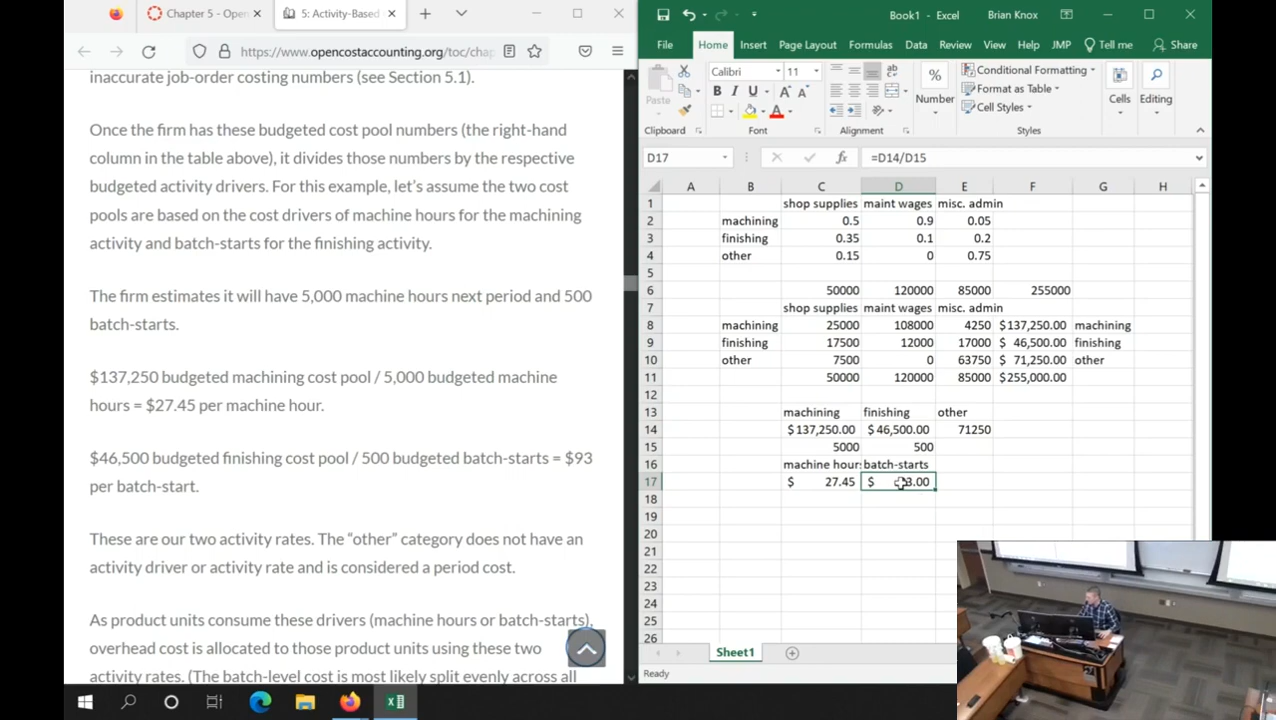 Chapter 5 - Open
5: Activity-Based
https://www.opencostaccounting.org/toc/chap
inaccurate job-order costing numbers (see Section 5.1).
Once the firm has these budgeted cost pool numbers (the right-hand
column in the table above), it divides those numbers by the respective
budgeted activity drivers. For this example, let's assume the two cost
pools are based on the cost drivers of machine hours for the machining
activity and batch-starts for the finishing activity.
The firm estimates it will have 5,000 machine hours next period and 500
batch-starts.
$137,250 budgeted machining cost pool / 5,000 budgeted machine
hours = $27.45 per machine hour.
$46,500 budgeted finishing cost pool / 500 budgeted batch-starts = $93
per batch-start.
These are our two activity rates. The “other” category does not have an
activity driver or activity rate and is considered a period cost.
As product units consume these drivers (machine hours or batch-starts),
overhead cost is allocated to those product units using these two
activity rates. (The batch-level cost is most likely split evenly across all
Book1 - Excel
Brian Knox
File Home Insert Page Layout Formulas Data Review View Help JMP Tell me Share
Paste
Calibri 11
B I U
A A
A
ab
%
Number
Conditional Formatting
Format as Table
Cell Styles
Cells
Editing
Clipboard Font Alignment Styles
D17 fx =D14/D15
A B C D E F G H
1 shop supplies maint wages misc. admin
2 machining 0.5 0.9 0.05
3 finishing 0.35 0.1 0.2
4 other 0.15 0 0.75
5
6 50000 120000 85000 255000
7 shop supplies maint wages misc. admin
8 machining 25000 108000 4250 $137,250.00 machining
9 finishing 17500 12000 17000 $ 46,500.00 finishing
10 other 7500 0 63750 $ 71,250.00 other
11 50000 120000 85000 $255,000.00
12
13 machining finishing other
14 $137,250.00 $46,500.00 71250
15 5000 500
16 machine hour batch-starts
17 $ 27.45 $ 3.00
18
19
20
21
22
23
24
25
26
Sheet1
Ready